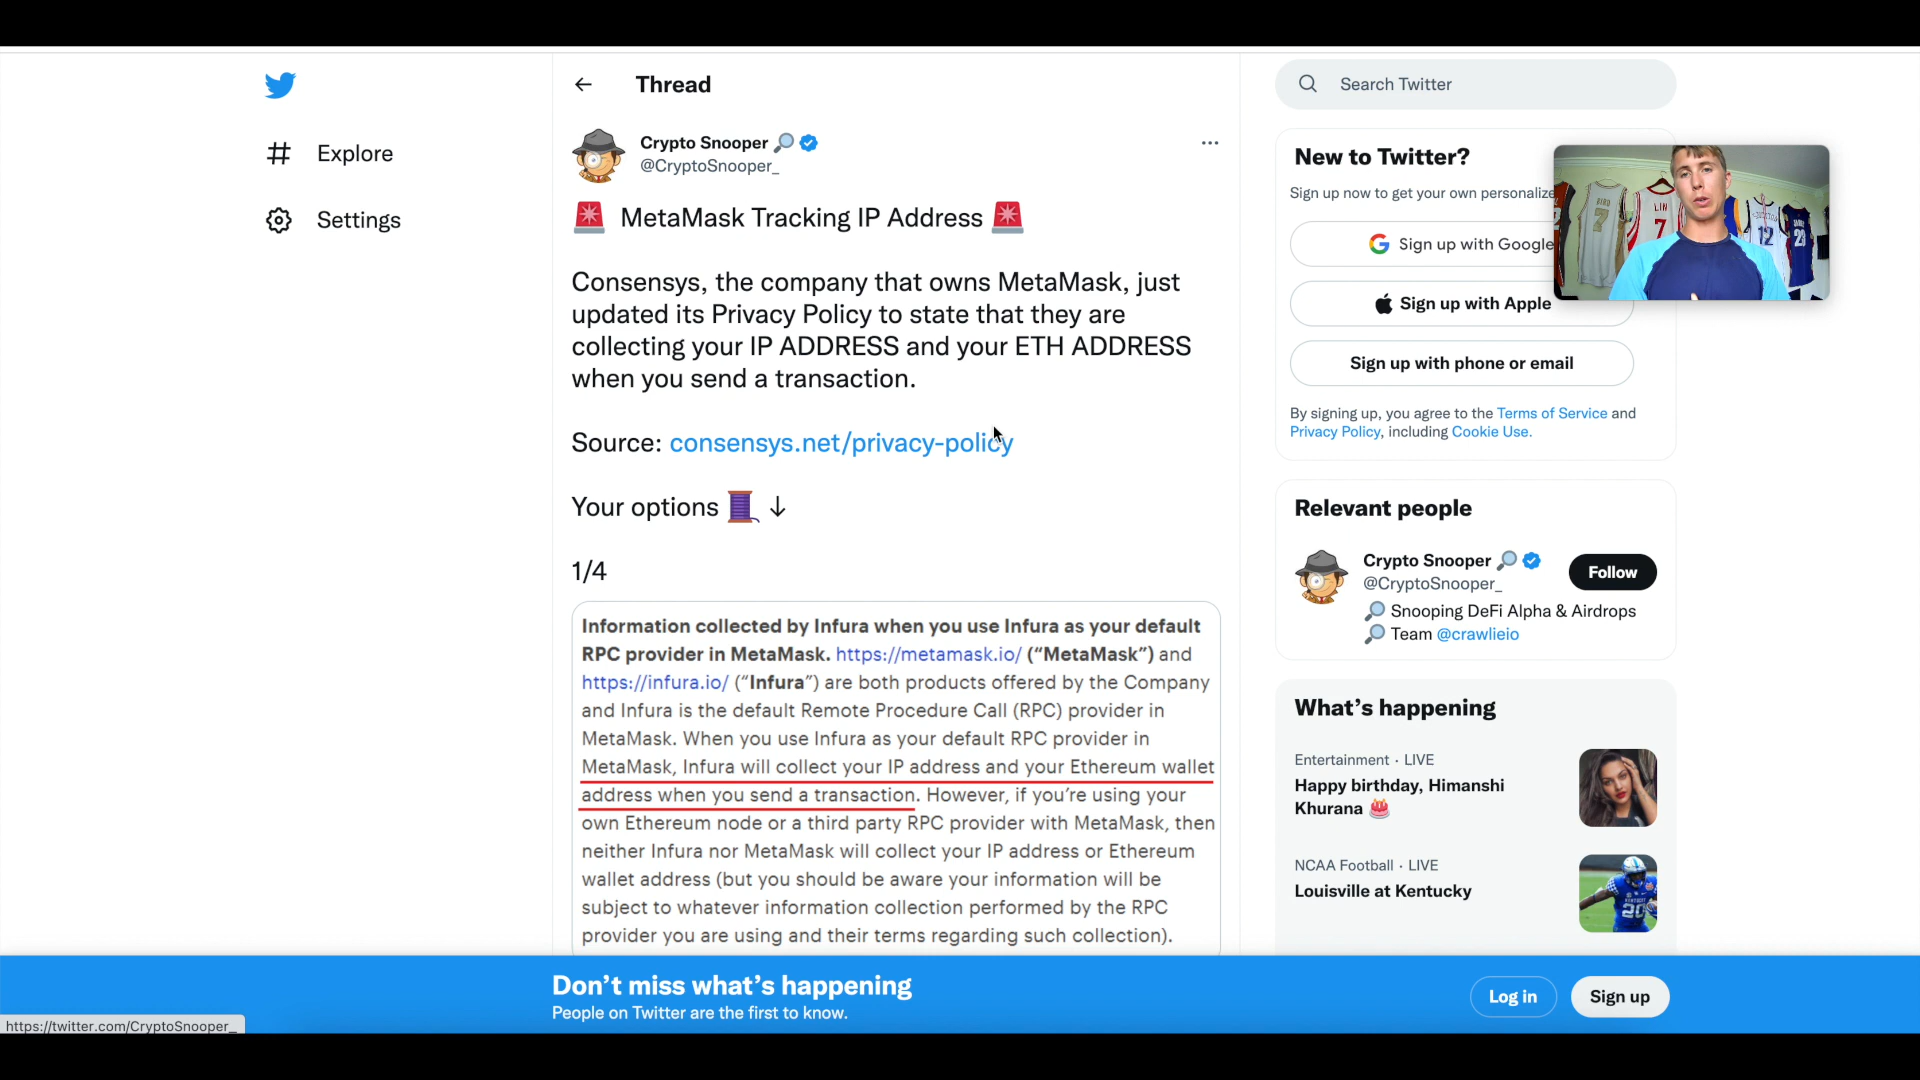 Thread
Search Twitter
Explore
Settings
Crypto Snooper
@CryptoSnooper_
MetaMask Tracking IP Address
Consensys, the company that owns MetaMask, just
updated its Privacy Policy to state that they are
collecting your IP ADDRESS and your ETH ADDRESS
when you send a transaction.
Source: consensys.net/privacy-policy
Your options 🧵 ↓
1/4
Information collected by Infura when you use Infura as your default
RPC provider in MetaMask. https://metamask.io/ (“MetaMask”) and
https://infura.io/ (“Infura”) are both products offered by the Company
and Infura is the default Remote Procedure Call (RPC) provider in
MetaMask. When you use Infura as your default RPC provider in
MetaMask, Infura will collect your IP address and your Ethereum wallet
address when you send a transaction. However, if you’re using your
own Ethereum node or a third party RPC provider with MetaMask, then
neither Infura nor MetaMask will collect your IP address or Ethereum
wallet address (but you should be aware your information will be
subject to whatever information collection performed by the RPC
provider you are using and their terms regarding such collection).
New to Twitter?
Sign up now to get your own personalize
Sign up with Google
Sign up with Apple
Sign up with phone or email
By signing up, you agree to the Terms of Service and
Privacy Policy, including Cookie Use.
BIRD
7
LIN
7
12
23
Relevant people
Crypto Snooper
@CryptoSnooper_
Follow
Snooping DeFi Alpha & Airdrops
Team @crawlieio
What’s happening
Entertainment · LIVE
Happy birthday, Himanshi
Khurana 🎂
NCAA Football · LIVE
Louisville at Kentucky
Don’t miss what’s happening
People on Twitter are the first to know.
Log in
Sign up
https://twitter.com/CryptoSnooper_